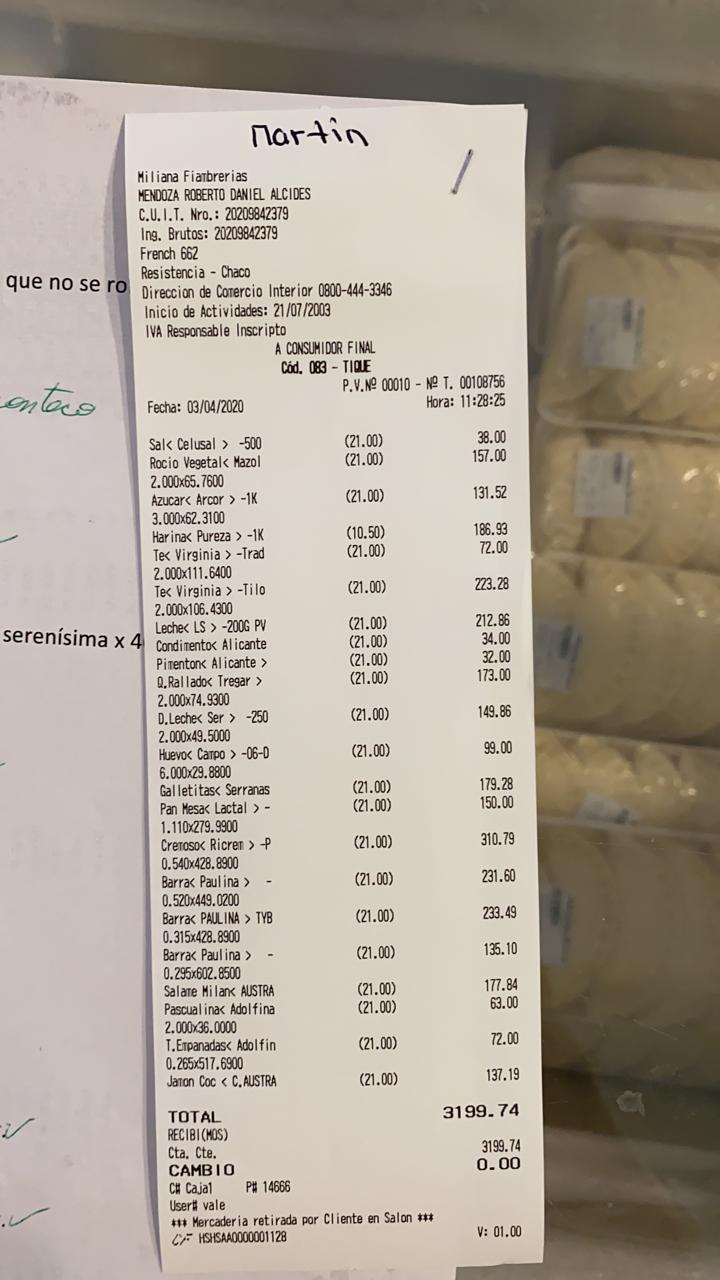 Martin
Miliana Fiambrerias
MENDOZA ROBERTO DANIEL ALCIDES
C.U.I.T. Nro.: 20209842379
Ing. Brutos: 20209842379
French 662
Resistencia - Chaco
Direccion de Comercio Interior 0800-444-3346
Inicio de Actividades: 21/07/2003
IVA Responsable Inscripto
A CONSUMIDOR FINAL
Cód. 083 - TIQUE
P.V.Nº 00010 - Nº T. 00108756
Fecha: 03/04/2020 Hora: 11:28:25
Sal< Celusal > -500 (21.00) 38.00
Rocio Vegetal< Mazol (21.00) 157.00
2.000x65.7600
Azucar< Arcor > -1K (21.00) 131.52
3.000x62.3100
Harina< Pureza > -1K (10.50) 186.93
Te< Virginia > -Trad (21.00) 72.00
2.000x111.6400
Te< Virginia > -Tilo (21.00) 223.28
2.000x106.4300
Leche< LS > -200G PV (21.00) 212.86
Condimento< Alicante (21.00) 34.00
Pimenton< Alicante > (21.00) 32.00
Q.Rallado< Tregar > (21.00) 173.00
2.000x74.9300
D.Leche< Ser > -250 (21.00) 149.86
2.000x49.5000
Huevo< Campo > -06-D (21.00) 99.00
6.000x29.8800
Galletitas< Serranas (21.00) 179.28
Pan Mesa< Lactal > - (21.00) 150.00
1.110x279.9900
Cremoso< Ricrem > -P (21.00) 310.79
0.540x428.8900
Barra< Paulina > - (21.00) 231.60
0.520x449.0200
Barra< PAULINA > TYB (21.00) 233.49
0.315x428.8900
Barra< Paulina > - (21.00) 135.10
0.295x602.8500
Salame Milan< AUSTRA (21.00) 177.84
Pascualina< Adolfina (21.00) 63.00
2.000x36.0000
T.Empanadas< Adolfin (21.00) 72.00
0.265x517.6900
Jamon Coc < C.AUSTRA (21.00) 137.19
TOTAL 3199.74
RECIBI(MOS)
Cta. Cte. 3199.74
CAMBIO 0.00
C# Caja1 P# 14666
User# vale
*** Mercaderia retirada por Cliente en Salon ***
CF HSHSAA0000001128 V: 01.00
que no se ro
serenísima x 4